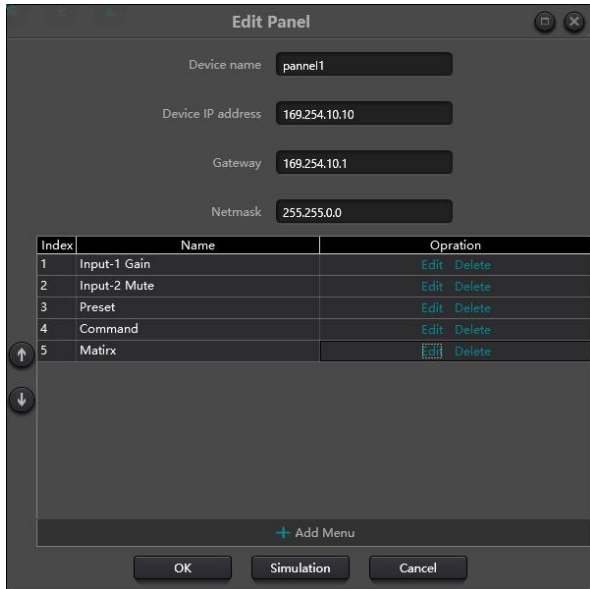 Edit Panel
Device name pannel1
Device IP address 169.254.10.10
Gateway 169.254.10.1
Netmask 255.255.0.0
Index Name Opration
1 Input-1 Gain Edit Delete
2 Input-2 Mute Edit Delete
3 Preset Edit Delete
4 Command Edit Delete
5 Matirx Edit Delete
+ Add Menu
OK Simulation Cancel